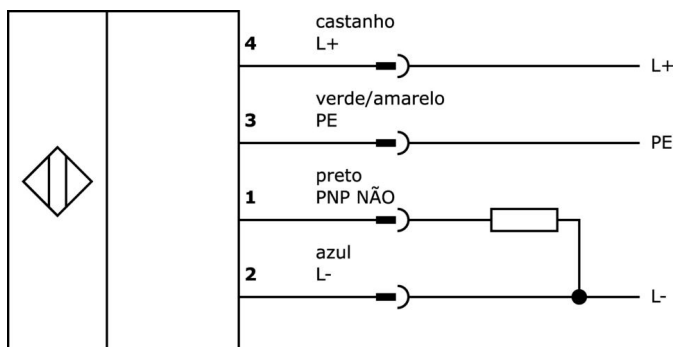 castanho
4 L+
L+
verde/amarelo
3 PE
PE
preto
1 PNP NÃO
azul
2 L-
L-